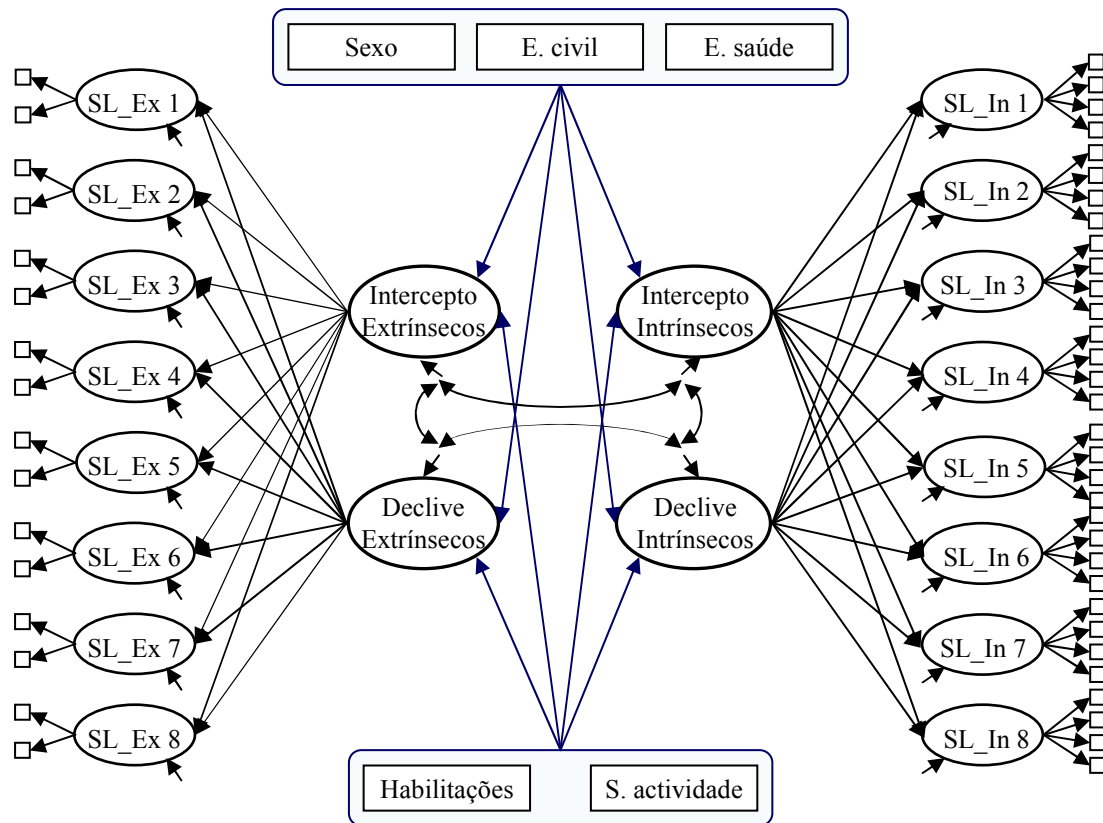 Sexo
E. civil
E. saúde
SL_Ex 1
SL_Ex 2
SL_Ex 3
SL_Ex 4
SL_Ex 5
SL_Ex 6
SL_Ex 7
SL_Ex 8
Intercepto
Extrínsecos
Intercepto
Intrínsecos
Declive
Extrínsecos
Declive
Intrínsecos
SL_In 1
SL_In 2
SL_In 3
SL_In 4
SL_In 5
SL_In 6
SL_In 7
SL_In 8
Habilitações
S. actividade